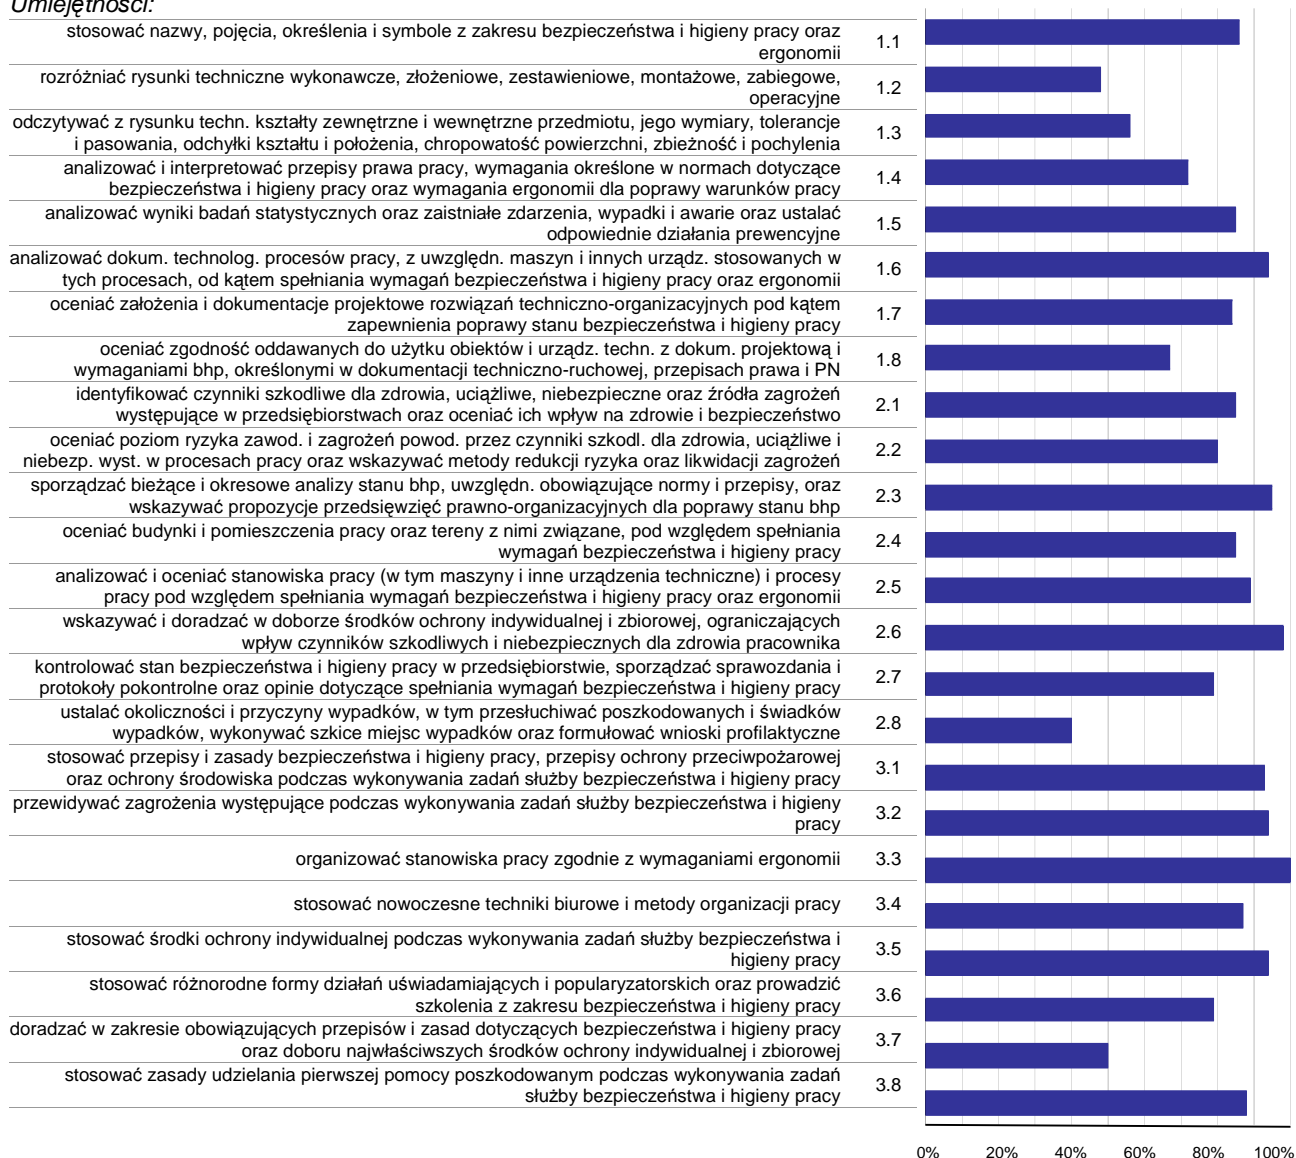 Umiejętności:
stosować nazwy, pojęcia, określenia i symbole z zakresu bezpieczeństwa i higieny pracy oraz
ergonomii
1.1
rozróżniać rysunki techniczne wykonawcze, złożeniowe, zestawieniowe, montażowe, zabiegowe,
operacyjne
1.2
odczytywać z rysunku techn. kształty zewnętrzne i wewnętrzne przedmiotu, jego wymiary, tolerancje
i pasowania, odchyłki kształtu i położenia, chropowatość powierzchni, zbieżność i pochylenia
1.3
analizować i interpretować przepisy prawa pracy, wymagania określone w normach dotyczące
bezpieczeństwa i higieny pracy oraz wymagania ergonomii dla poprawy warunków pracy
1.4
analizować wyniki badań statystycznych oraz zaistniałe zdarzenia, wypadki i awarie oraz ustalać
odpowiednie działania prewencyjne
1.5
analizować dokum. technolog. procesów pracy, z uwzględn. maszyn i innych urządz. stosowanych w
tych procesach, od kątem spełniania wymagań bezpieczeństwa i higieny pracy oraz ergonomii
1.6
oceniać założenia i dokumentacje projektowe rozwiązań techniczno-organizacyjnych pod kątem
zapewnienia poprawy stanu bezpieczeństwa i higieny pracy
1.7
oceniać zgodność oddawanych do użytku obiektów i urządz. techn. z dokum. projektową i
wymaganiami bhp, określonymi w dokumentacji techniczno-ruchowej, przepisach prawa i PN
1.8
identyfikować czynniki szkodliwe dla zdrowia, uciążliwe, niebezpieczne oraz źródła zagrożeń
występujące w przedsiębiorstwach oraz oceniać ich wpływ na zdrowie i bezpieczeństwo
2.1
oceniać poziom ryzyka zawod. i zagrożeń powod. przez czynniki szkodl. dla zdrowia, uciążliwe i
niebezp. wyst. w procesach pracy oraz wskazywać metody redukcji ryzyka oraz likwidacji zagrożeń
2.2
sporządzać bieżące i okresowe analizy stanu bhp, uwzględn. obowiązujące normy i przepisy, oraz
wskazywać propozycje przedsięwzięć prawno-organizacyjnych dla poprawy stanu bhp
2.3
oceniać budynki i pomieszczenia pracy oraz tereny z nimi związane, pod względem spełniania
wymagań bezpieczeństwa i higieny pracy
2.4
analizować i oceniać stanowiska pracy (w tym maszyny i inne urządzenia techniczne) i procesy
pracy pod względem spełniania wymagań bezpieczeństwa i higieny pracy oraz ergonomii
2.5
wskazywać i doradzać w doborze środków ochrony indywidualnej i zbiorowej, ograniczających
wpływ czynników szkodliwych i niebezpiecznych dla zdrowia pracownika
2.6
kontrolować stan bezpieczeństwa i higieny pracy w przedsiębiorstwie, sporządzać sprawozdania i
protokoły pokontrolne oraz opinie dotyczące spełniania wymagań bezpieczeństwa i higieny pracy
2.7
ustalać okoliczności i przyczyny wypadków, w tym przesłuchiwać poszkodowanych i świadków
wypadków, wykonywać szkice miejsc wypadków oraz formułować wnioski profilaktyczne
2.8
stosować przepisy i zasady bezpieczeństwa i higieny pracy, przepisy ochrony przeciwpożarowej
oraz ochrony środowiska podczas wykonywania zadań służby bezpieczeństwa i higieny pracy
3.1
przewidywać zagrożenia występujące podczas wykonywania zadań służby bezpieczeństwa i higieny
pracy
3.2
organizować stanowiska pracy zgodnie z wymaganiami ergonomii
3.3
stosować nowoczesne techniki biurowe i metody organizacji pracy
3.4
stosować środki ochrony indywidualnej podczas wykonywania zadań służby bezpieczeństwa i
higieny pracy
3.5
stosować różnorodne formy działań uświadamiających i popularyzatorskich oraz prowadzić
szkolenia z zakresu bezpieczeństwa i higieny pracy
3.6
doradzać w zakresie obowiązujących przepisów i zasad dotyczących bezpieczeństwa i higieny pracy
oraz doboru najwłaściwszych środków ochrony indywidualnej i zbiorowej
3.7
stosować zasady udzielania pierwszej pomocy poszkodowanym podczas wykonywania zadań
służby bezpieczeństwa i higieny pracy
3.8
0% 20% 40% 60% 80% 100%